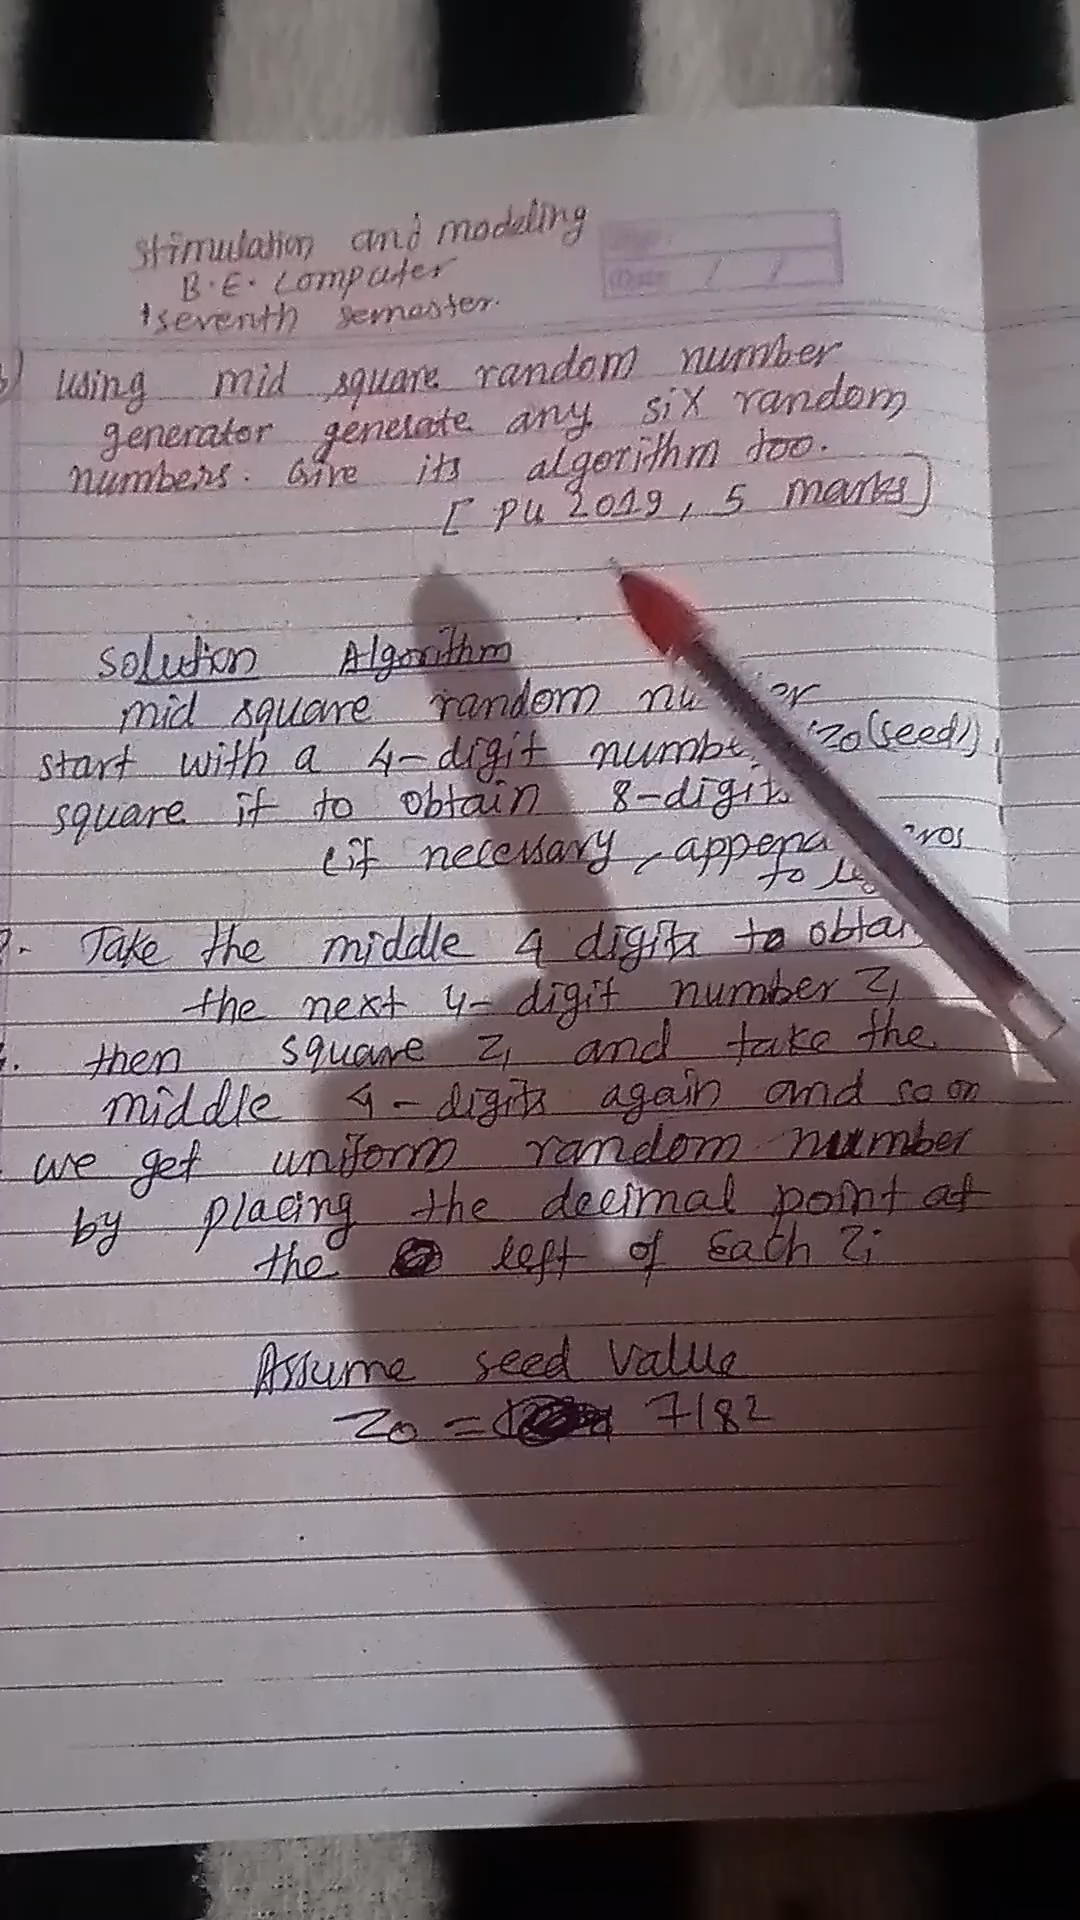 Stimulation and modeling
B.E. Computer
seventh semester.
b) using mid square random number
generator generate any six random
numbers. Give its algorithm too.
[PU 2019, 5 marks]
Solution Algorithm
mid square random
start with a 4-digit Z0 (seed)
square it to obtain 8-digits
(if necessary, append
to
Take the middle 4 digits to obtain
the next 4-digit number Z1
then square Z1 and take the
middle 4-digits again and so on
we get uniform random number
by placing the decimal point at
the left of Each Zi
Assume seed value
Z0 = 7182